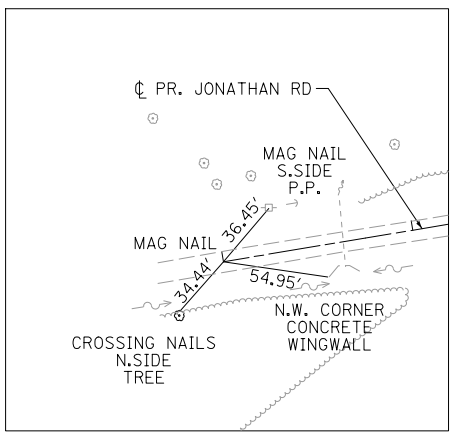 ℄ PR. JONATHAN RD
MAG NAIL
S.SIDE
P.P.
36.45'
MAG NAIL
34.44'
54.95'
N.W. CORNER
CONCRETE
WINGWALL
CROSSING NAILS
N.SIDE
TREE